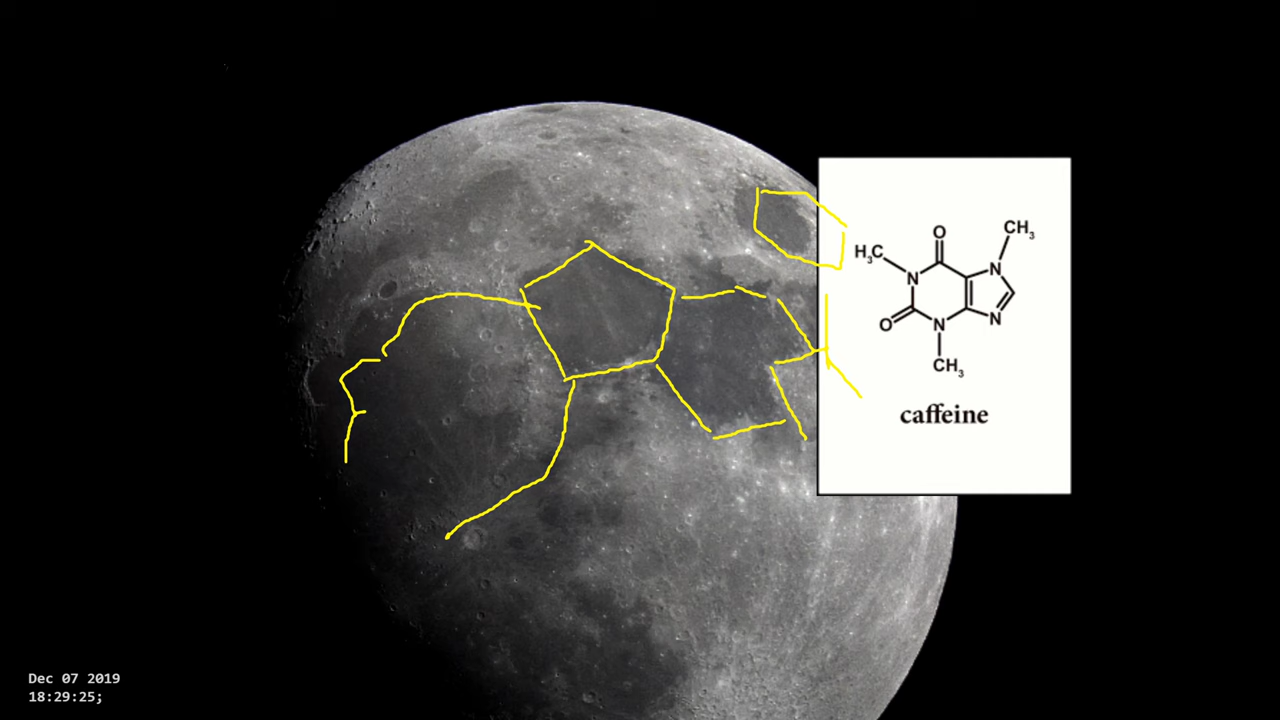 CH₃
O
H₃C
N
N
O
N
N
CH₃
caffeine
Dec 07 2019
18:29:25;